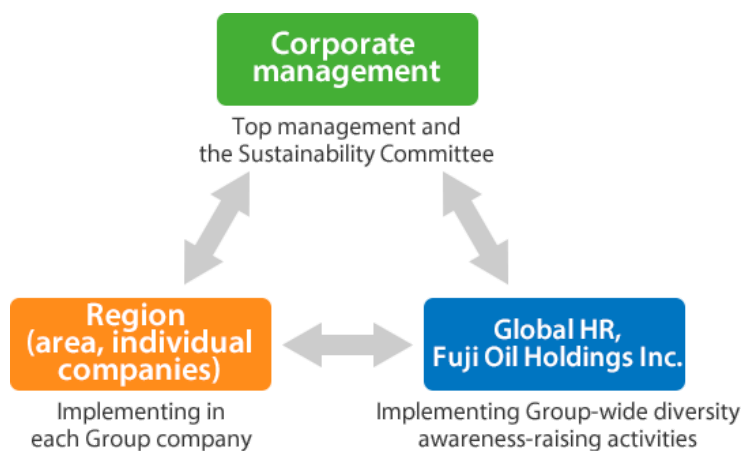 Corporate
management
Top management and
the Sustainability Committee
Region
(area, individual
companies)
Implementing in
each Group company
Global HR,
Fuji Oil Holdings Inc.
Implementing Group-wide diversity
awareness-raising activities